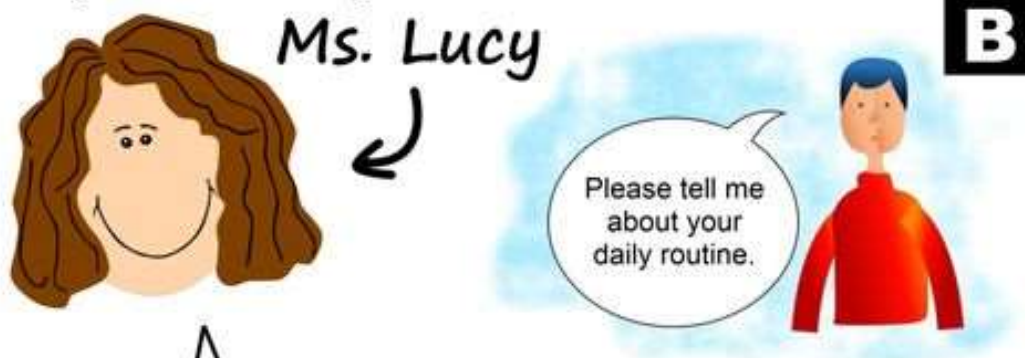 Ms. Lucy
B
Please tell me
about your
daily routine.